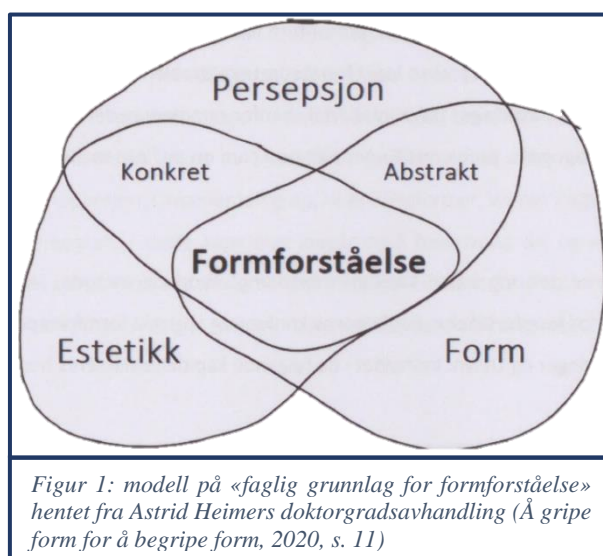 Persepsjon
Konkret
Abstrakt
Formforståelse
Estetikk
Form
Figur 1: modell på «faglig grunnlag for formforståelse»
hentet fra Astrid Heimers doktorgradsavhandling (Å gripe
form for å begripe form, 2020, s. 11)